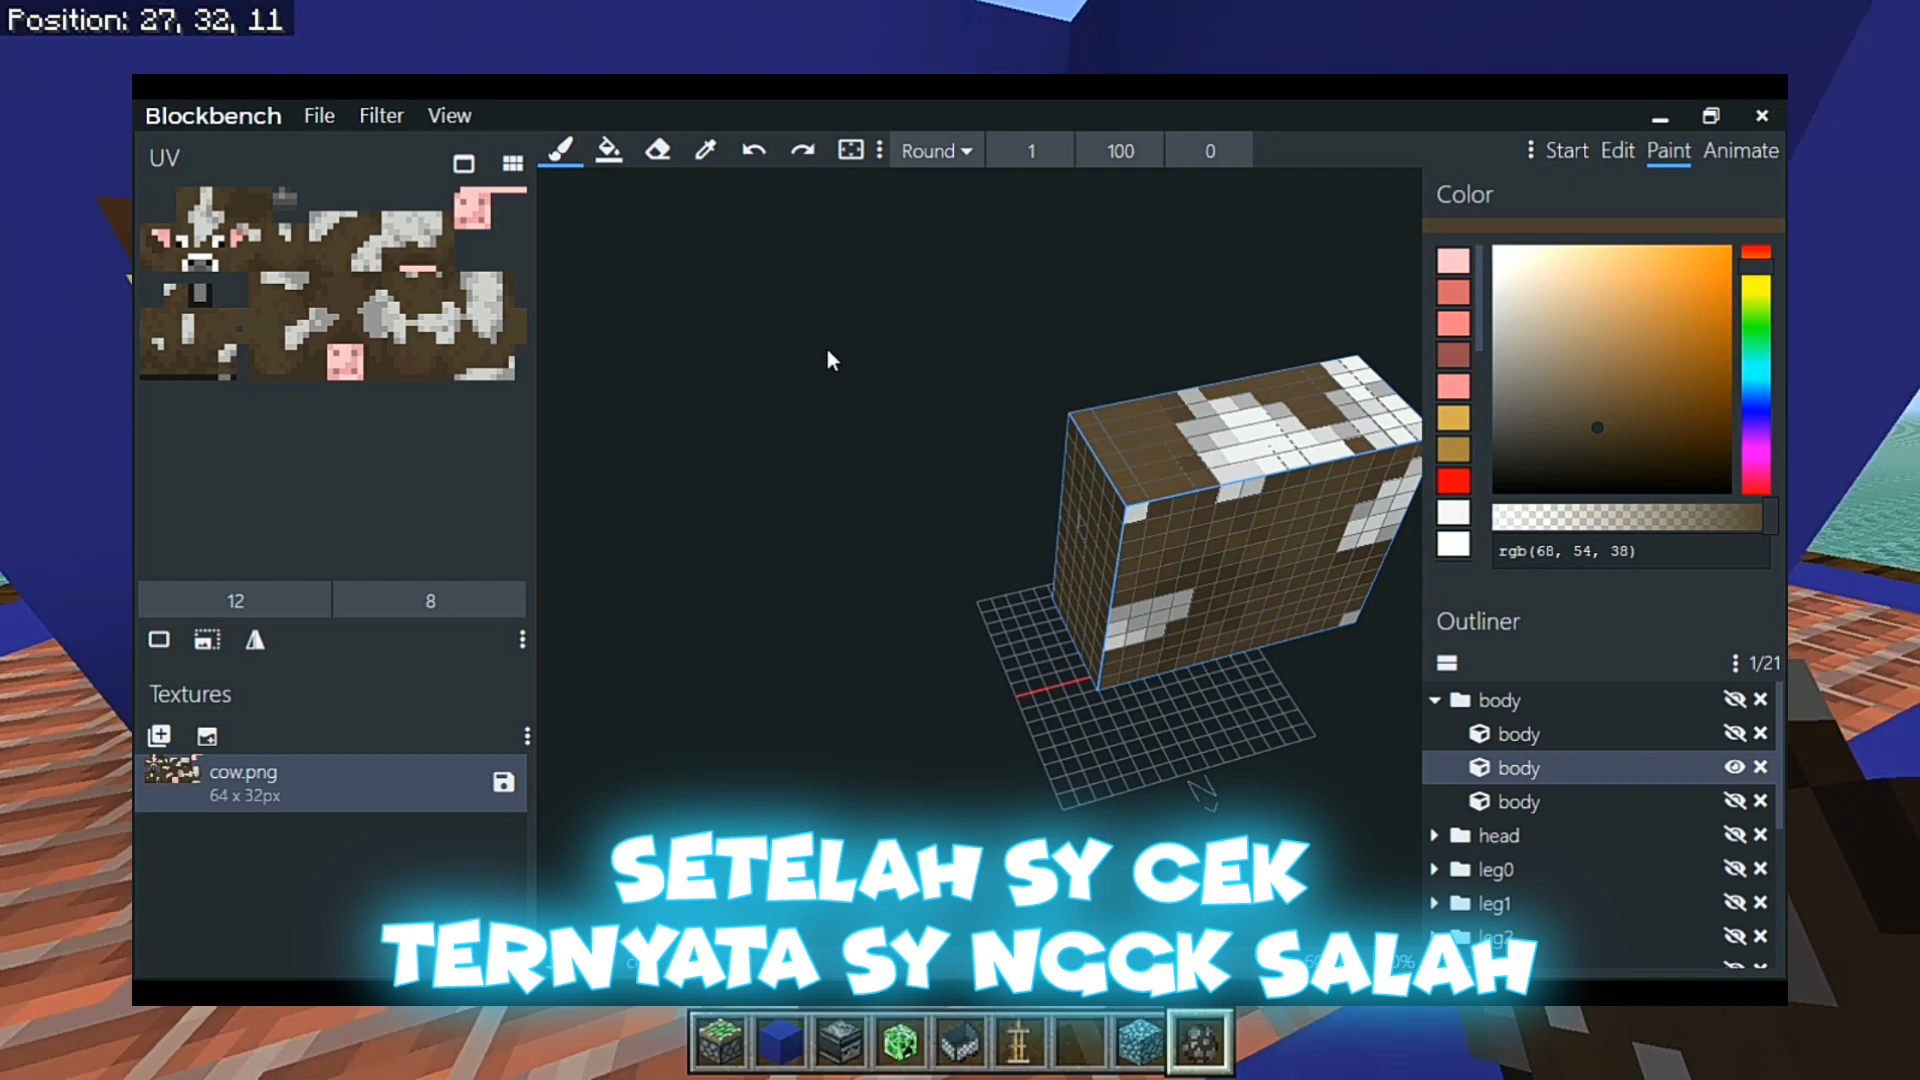 Position: 27, 32, 11
Blockbench File Filter View
UV
Round 1 100 0
Start Edit Paint Animate
Color
rgb(68, 54, 38)
12 8
Outliner
1/21
Textures
body
body
cow.png
body
64 x 32px
body
head
leg0
leg1
leg2
SETELAH SY CEK
TERNYATA SY NGGK SALAH